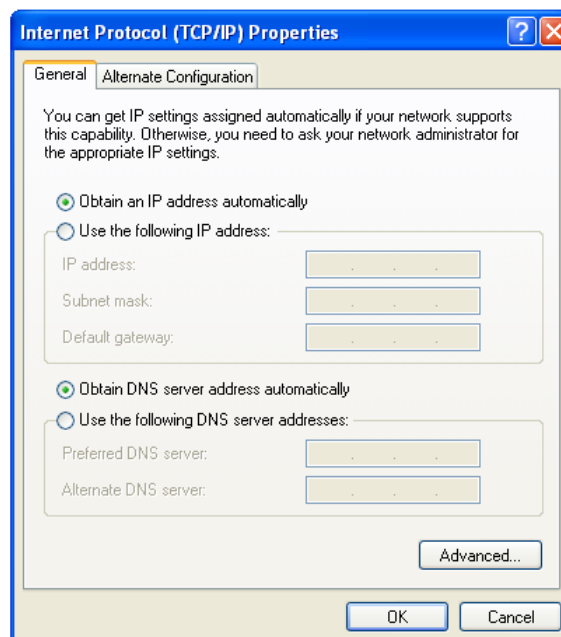 Internet Protocol (TCP/IP) Properties
General
Alternate Configuration
You can get IP settings assigned automatically if your network supports
this capability. Otherwise, you need to ask your network administrator for
the appropriate IP settings.
Obtain an IP address automatically
Use the following IP address:
IP address:
Subnet mask:
Default gateway:
Obtain DNS server address automatically
Use the following DNS server addresses:
Preferred DNS server:
Alternate DNS server:
Advanced...
OK
Cancel